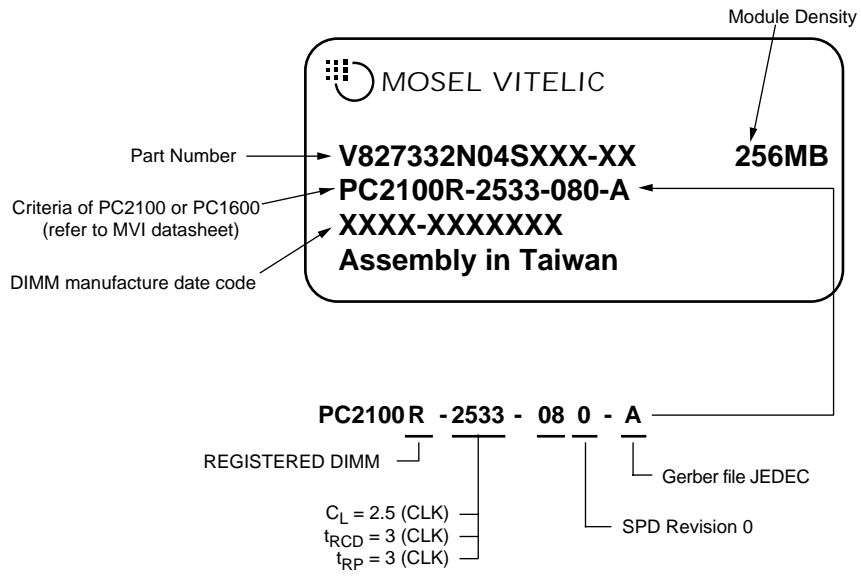 Module Density
MOSEL VITELIC
Part Number
V827332N04SXXX-XX 256MB
Criteria of PC2100 or PC1600
(refer to MVI datasheet)
PC2100R-2533-080-A
XXXX-XXXXXXX
DIMM manufacture date code
Assembly in Taiwan
PC2100 R - 2533 - 08 0 - A
REGISTERED DIMM
Gerber file JEDEC
CL = 2.5 (CLK)
tRCD = 3 (CLK)
tRP = 3 (CLK)
SPD Revision 0